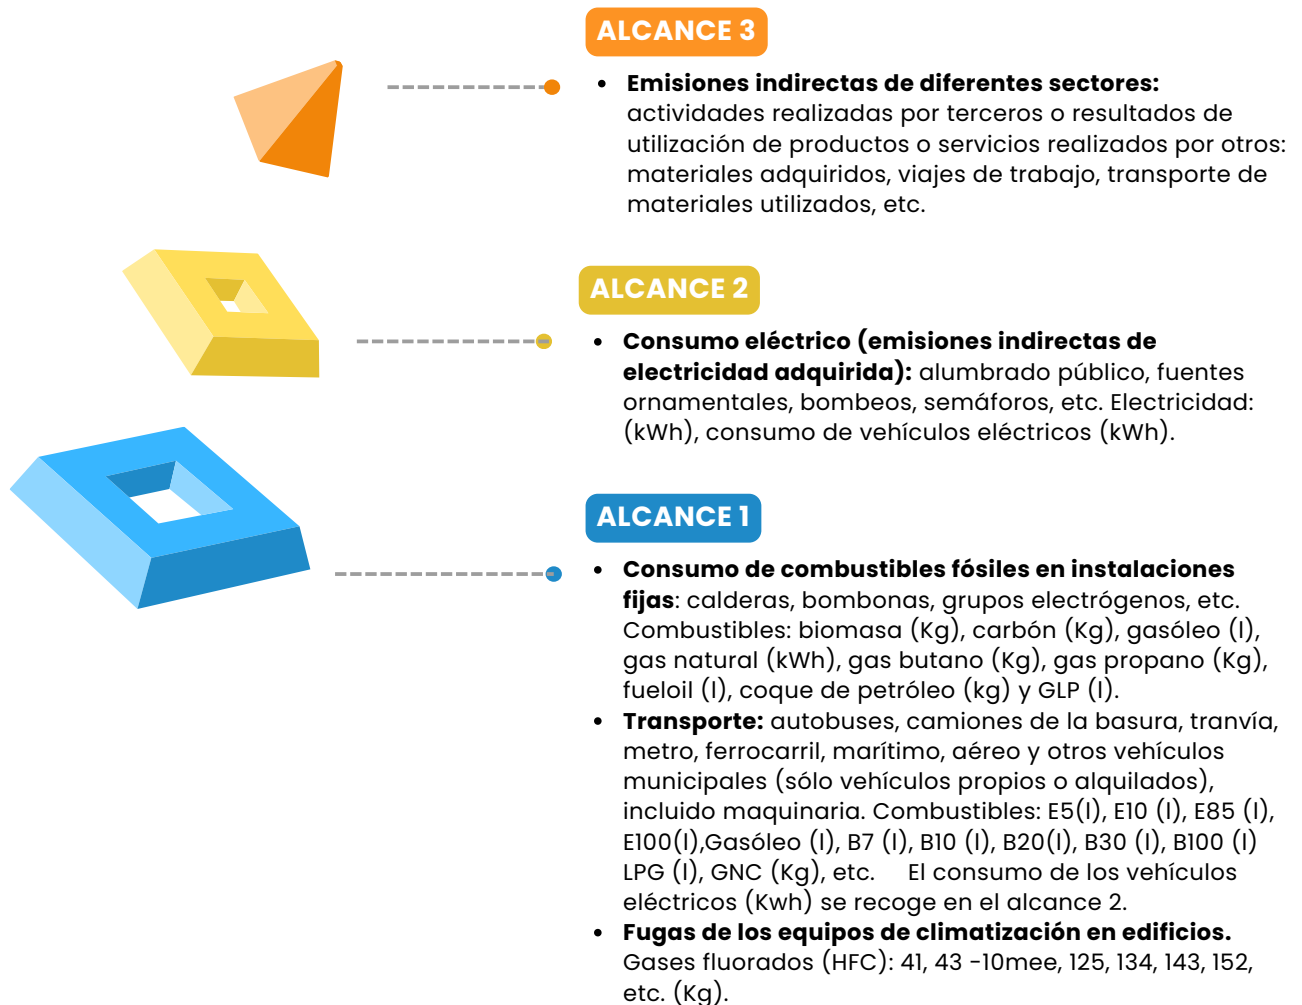 ALCANCE 3
• Emisiones indirectas de diferentes sectores:
actividades realizadas por terceros o resultados de
utilización de productos o servicios realizados por otros:
materiales adquiridos, viajes de trabajo, transporte de
materiales utilizados, etc.
ALCANCE 2
• Consumo eléctrico (emisiones indirectas de
electricidad adquirida): alumbrado público, fuentes
ornamentales, bombeos, semáforos, etc. Electricidad:
(kWh), consumo de vehículos eléctricos (kWh).
ALCANCE 1
• Consumo de combustibles fósiles en instalaciones
fijas: calderas, bombonas, grupos electrógenos, etc.
Combustibles: biomasa (Kg), carbón (Kg), gasóleo (l),
gas natural (kWh), gas butano (Kg), gas propano (Kg),
fueloil (l), coque de petróleo (kg) y GLP (l).
• Transporte: autobuses, camiones de la basura, tranvía,
metro, ferrocarril, marítimo, aéreo y otros vehículos
municipales (sólo vehículos propios o alquilados),
incluido maquinaria. Combustibles: E5(l), E10 (l), E85 (l),
E100(l),Gasóleo (l), B7 (l), B10 (l), B20(l), B30 (l), B100 (l)
LPG (l), GNC (Kg), etc. El consumo de los vehículos
eléctricos (Kwh) se recoge en el alcance 2.
• Fugas de los equipos de climatización en edificios.
Gases fluorados (HFC): 41, 43 -10mee, 125, 134, 143, 152,
etc. (Kg).